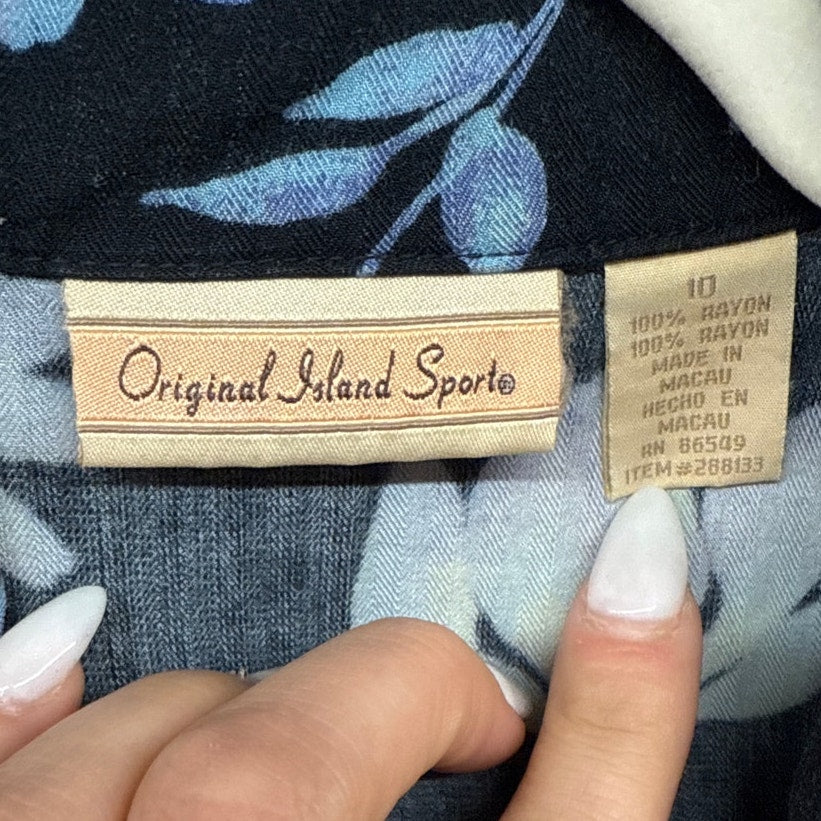 Original Island Sport®
10
100% RAYON
100% RAYON
MADE IN
MACAU
HECHO EN
MACAU
RN 86549
ITEM#288133